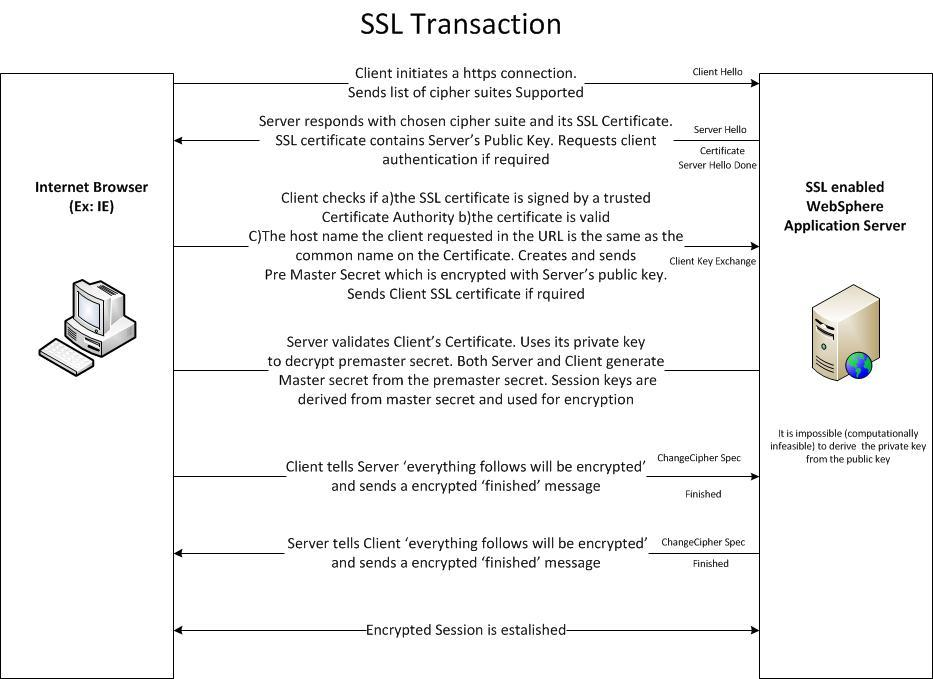 SSL Transaction
Client initiates a https connection.
Sends list of cipher suites Supported
Client Hello
Server responds with chosen cipher suite and its SSL Certificate.
SSL certificate contains Server's Public Key. Requests client
authentication if required
Server Hello
Certificate
Server Hello Done
Internet Browser
(Ex: IE)
SSL enabled
WebSphere
Application Server
Client checks if a)the SSL certificate is signed by a trusted
Certificate Authority b)the certificate is valid
C)The host name the client requested in the URL is the same as the
common name on the Certificate. Creates and sends
Pre Master Secret which is encrypted with Server's public key.
Sends Client SSL certificate if rquired
Client Key Exchange
Server validates Client's Certificate. Uses its private key
to decrypt premaster secret. Both Server and Client generate
Master secret from the premaster secret. Session keys are
derived from master secret and used for encryption
It is impossible (computationally
infeasible) to derive  the private key
from the public key
Client tells Server 'everything follows will be encrypted'
and sends a encrypted 'finished' message
ChangeCipher Spec
Finished
Server tells Client 'everything follows will be encrypted'
and sends a encrypted 'finished' message
ChangeCipher Spec
Finished
Encrypted Session is estalished